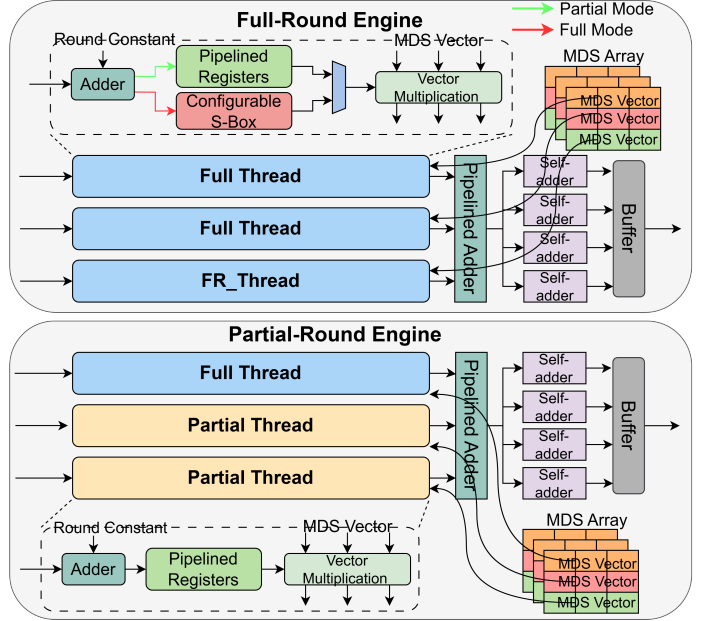 Full-Round Engine
Partial Mode
Full Mode
Round Constant
MDS Vector
MDS Array
Adder
Pipelined
Registers
Configurable
S-Box
Vector
Multiplication
MDS Vector
MDS Vector
MDS Vector
Full Thread
Full Thread
FR_Thread
Pipelined Adder
Self-
adder
Self-
adder
Self-
adder
Self-
adder
Buffer
Partial-Round Engine
Full Thread
Partial Thread
Partial Thread
Pipelined Adder
Self-
adder
Self-
adder
Self-
adder
Self-
adder
Buffer
Round Constant
MDS Vector
Adder
Pipelined
Registers
Vector
Multiplication
MDS Array
MDS Vector
MDS Vector
MDS Vector